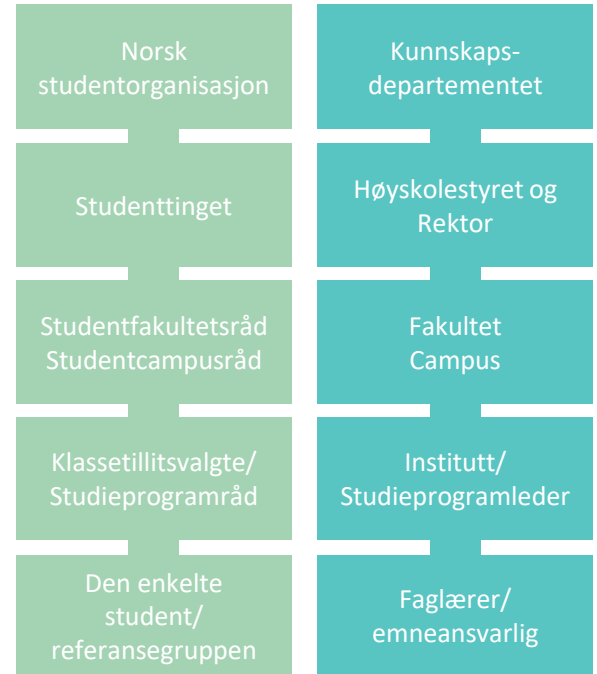 Norsk
studentorganisasjon
Kunnskaps-
departementet
Studenttinget
Høyskolestyret og
Rektor
Studentfakultetsråd
Studentcampusråd
Fakultet
Campus
Klassetillitsvalgte/
Studieprogramråd
Institutt/
Studieprogramleder
Den enkelte
student/
referansegruppen
Faglærer/
emneansvarlig